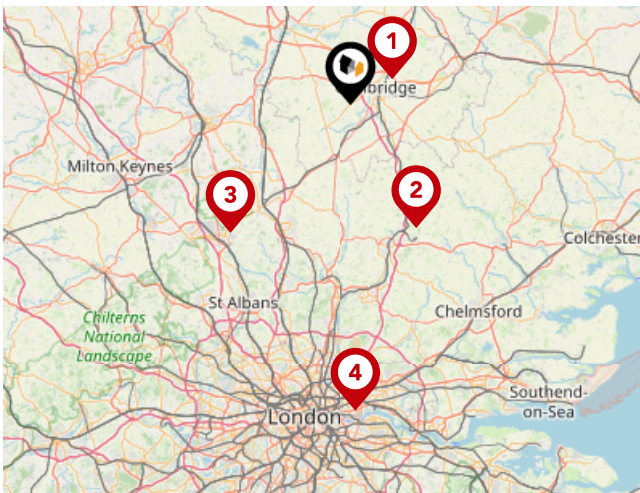 1
bridge
Milton Keynes
3
2
Colchester
St Albans
Chilterns
National
Landscape
Chelmsford
4
London
Southend-
on-Sea